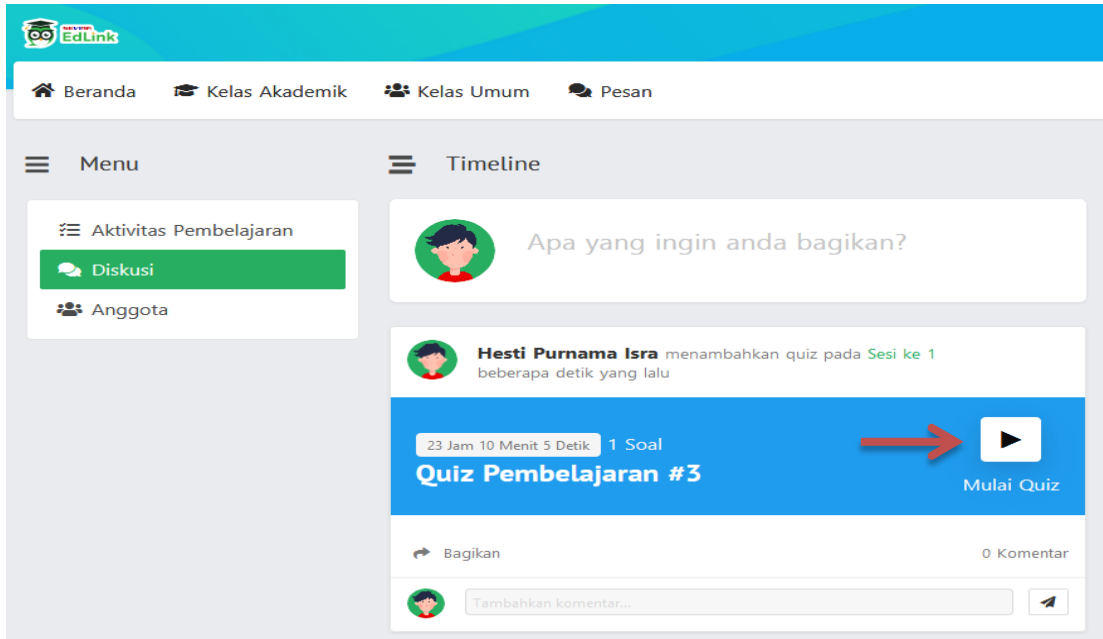 SEVIMA
EdLink
Beranda Kelas Akademik Kelas Umum Pesan
Menu
Timeline
Aktivitas Pembelajaran
Diskusi
Anggota
Apa yang ingin anda bagikan?
Hesti Purnama Isra menambahkan quiz pada Sesi ke 1
beberapa detik yang lalu
23 Jam 10 Menit 5 Detik 1 Soal
Quiz Pembelajaran #3
Mulai Quiz
Bagikan
0 Komentar
Tambahkan komentar...